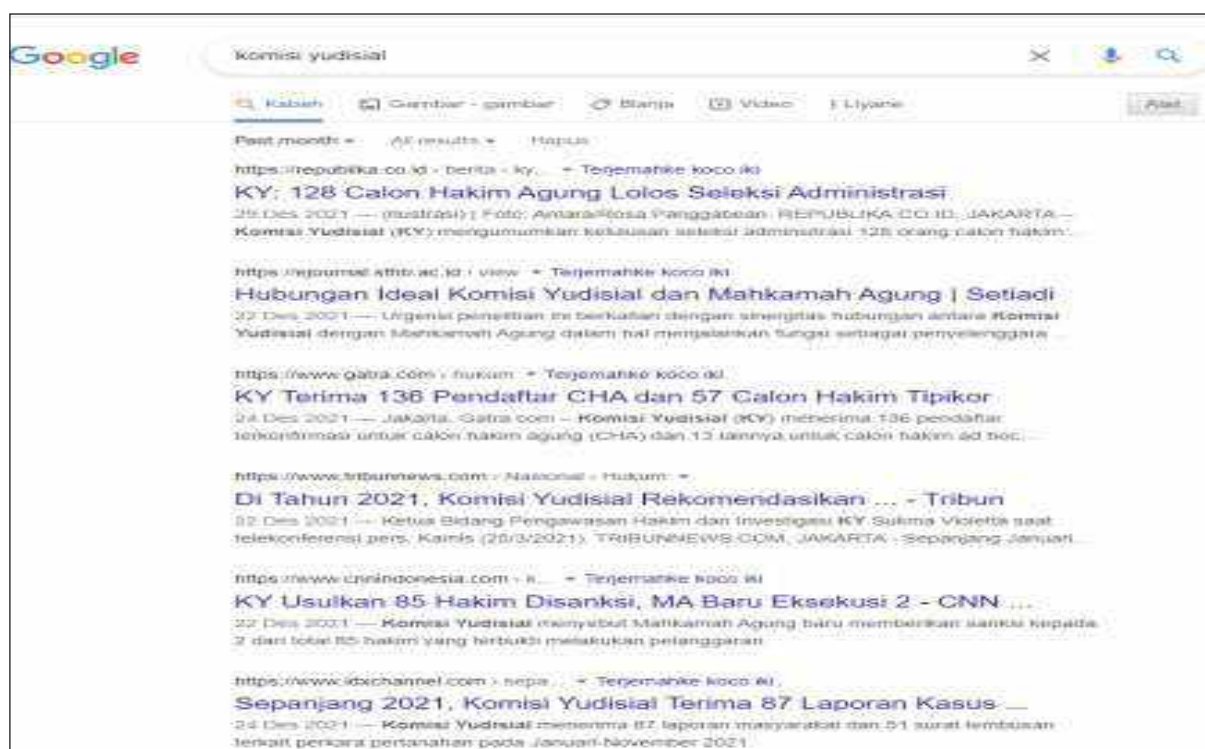 Google
komisi yudisial
Kabeh Gambar - gambar Blanja Video Liyane
Past month All results Hapus
https://republika.co.id › berita › ky... Terjemahke koco iki
KY: 128 Calon Hakim Agung Lolos Seleksi Administrasi
29 Des 2021 — (ilustrasi) | Foto: Antara/Rosa Panggabean. REPUBLIKA.CO.ID, JAKARTA –
Komisi Yudisial (KY) mengumumkan kelulusan seleksi administrasi 128 orang calon hakim ...
https://ejournal.sthb.ac.id › view Terjemahke koco iki
Hubungan Ideal Komisi Yudisial dan Mahkamah Agung | Setiadi
22 Des 2021 — Urgensi penelitian ini berkaitan dengan sinergitas hubungan antara Komisi
Yudisial dengan Mahkamah Agung dalam hal menjalankan fungsi sebagai penyelenggara ...
https://www.gatra.com › hukum Terjemahke koco iki
KY Terima 136 Pendaftar CHA dan 57 Calon Hakim Tipikor
24 Des 2021 — Jakarta, Gatra.com – Komisi Yudisial (KY) menerima 136 pendaftar
terkonfirmasi untuk calon hakim agung (CHA) dan 13 lainnya untuk calon hakim ad hoc ...
https://www.tribunnews.com › Nasional › Hukum
Di Tahun 2021, Komisi Yudisial Rekomendasikan ... - Tribun
22 Des 2021 — Ketua Bidang Pengawasan Hakim dan Investigasi KY Sukma Violetta saat
telekonferensi pers, Kamis (25/3/2021). TRIBUNNEWS.COM, JAKARTA - Sepanjang Januari ...
https://www.cnnindonesia.com › n... Terjemahke koco iki
KY Usulkan 85 Hakim Disanksi, MA Baru Eksekusi 2 - CNN ...
22 Des 2021 — Komisi Yudisial menyebut Mahkamah Agung baru memberikan sanksi kepada
2 dari total 85 hakim yang terbukti melakukan pelanggaran
https://www.idxchannel.com › sepa... Terjemahke koco iki
Sepanjang 2021, Komisi Yudisial Terima 87 Laporan Kasus ...
24 Des 2021 — Komisi Yudisial menerima 87 laporan masyarakat dan 51 surat tembusan
terkait perkara pertanahan pada Januari-November 2021